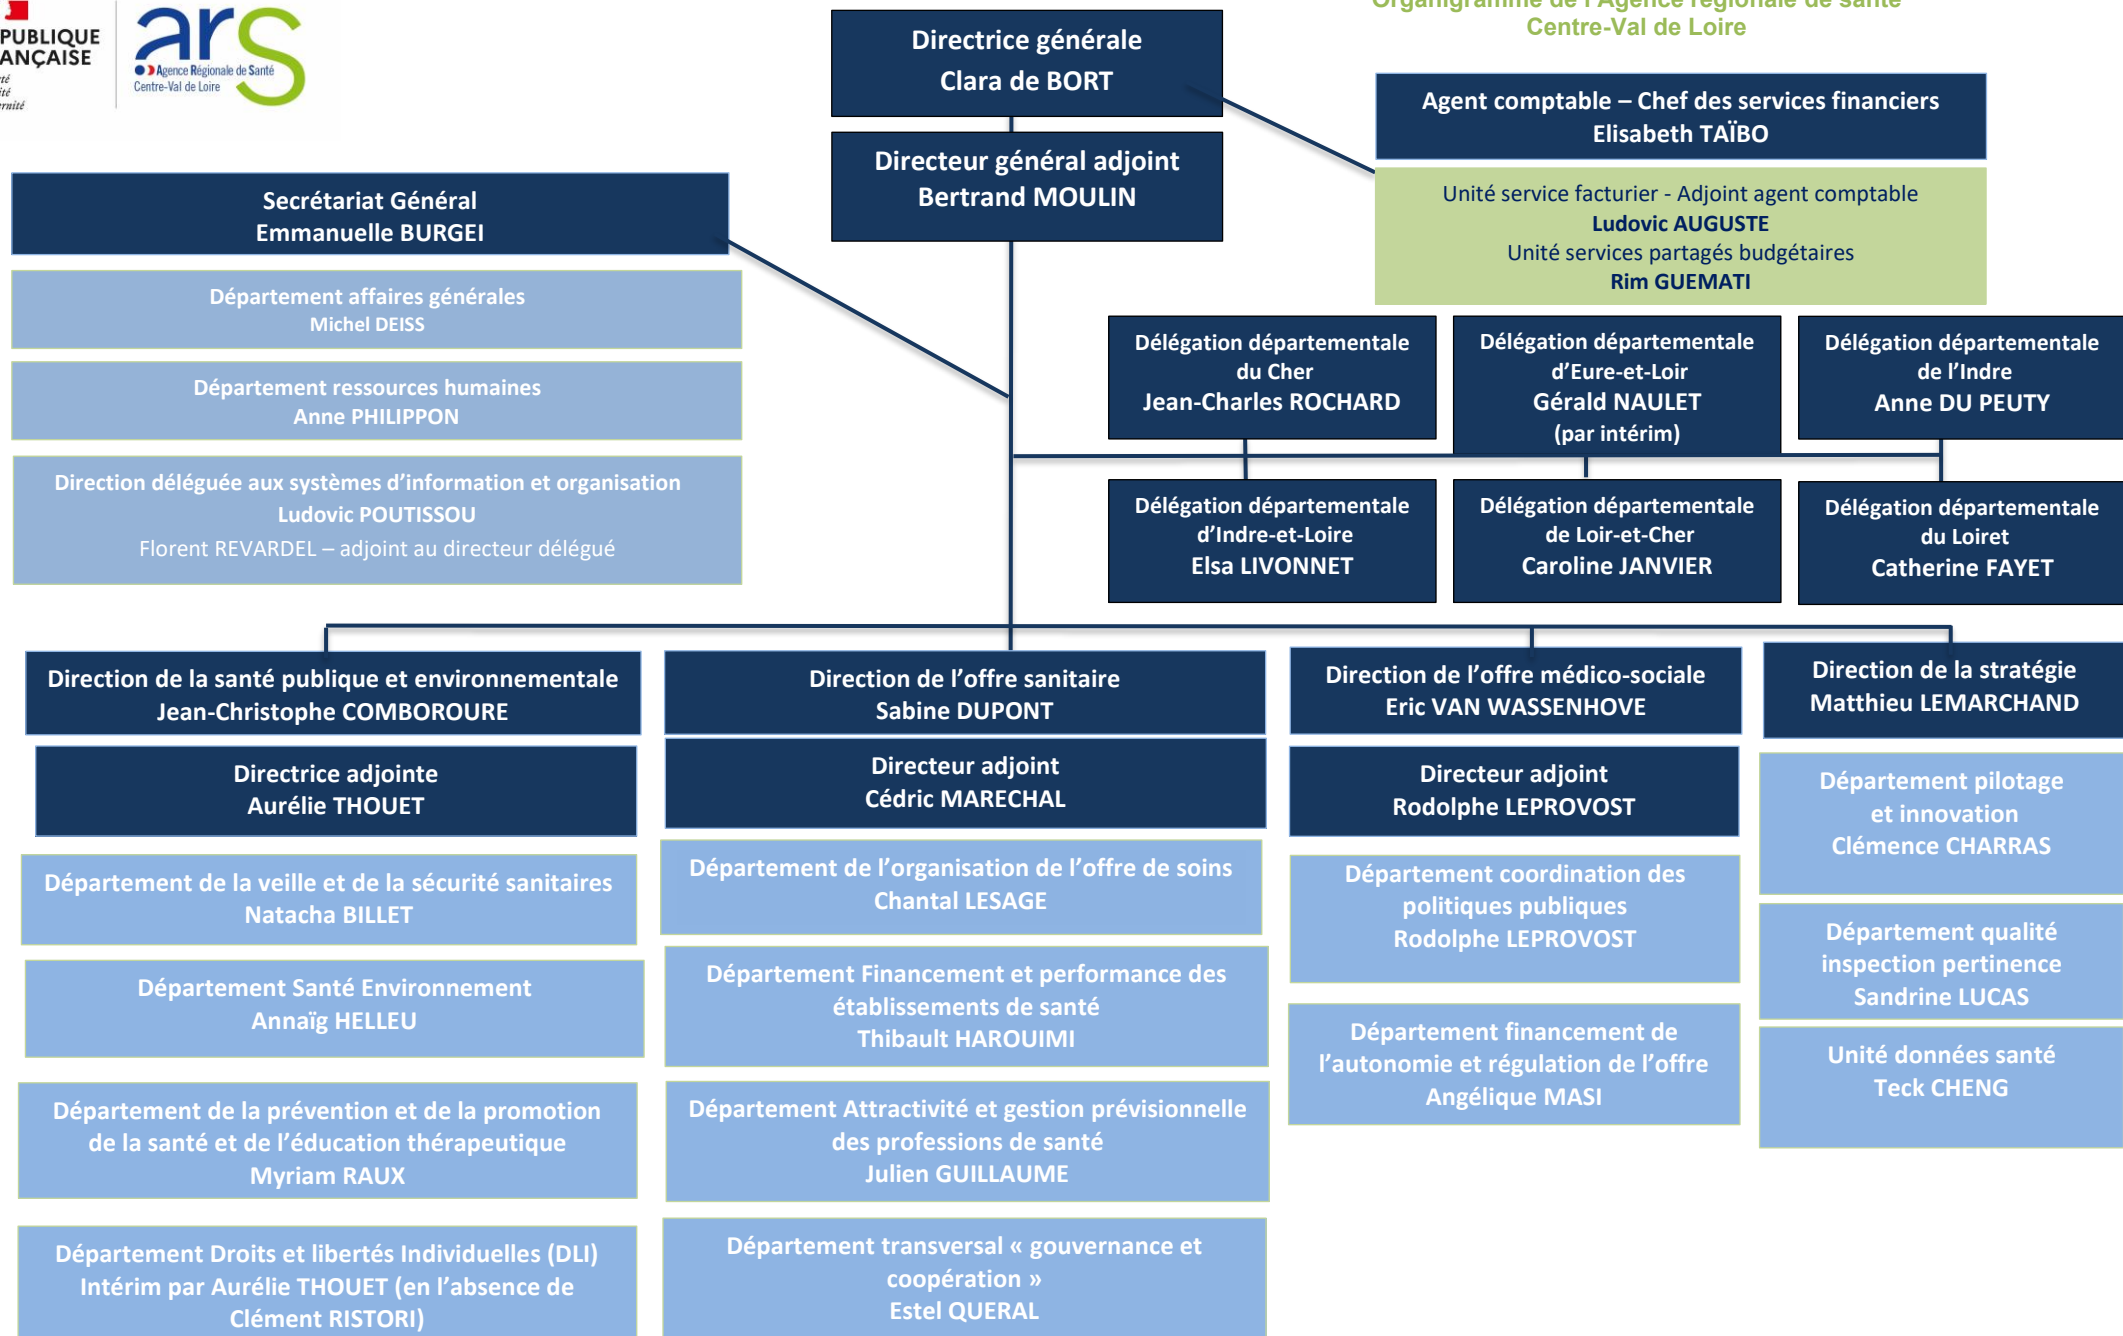 PUBLIQUE
ANÇAISE
ars
Agence Régionale de Santé
Centre-Val de Loire
Organigramme de l'Agence régionale de santé
Centre-Val de Loire
Directrice générale
Clara de BORT
Directeur général adjoint
Bertrand MOULIN
Agent comptable – Chef des services financiers
Elisabeth TAÏBO
Unité service facturier - Adjoint agent comptable
Ludovic AUGUSTE
Unité services partagés budgétaires
Rim GUEMATI
Secrétariat Général
Emmanuelle BURGEI
Département affaires générales
Michel DEISS
Département ressources humaines
Anne PHILIPPON
Direction déléguée aux systèmes d'information et organisation
Ludovic POUTISSOU
Florent REVARDEL – adjoint au directeur délégué
Délégation départementale
du Cher
Jean-Charles ROCHARD
Délégation départementale
d'Eure-et-Loir
Gérald NAULET
(par intérim)
Délégation départementale
de l'Indre
Anne DU PEUTY
Délégation départementale
d'Indre-et-Loire
Elsa LIVONNET
Délégation départementale
de Loir-et-Cher
Caroline JANVIER
Délégation départementale
du Loiret
Catherine FAYET
Direction de la santé publique et environnementale
Jean-Christophe COMBOROURE
Directrice adjointe
Aurélie THOUET
Département de la veille et de la sécurité sanitaires
Natacha BILLET
Département Santé Environnement
Annaïg HELLEU
Département de la prévention et de la promotion
de la santé et de l'éducation thérapeutique
Myriam RAUX
Département Droits et libertés Individuelles (DLI)
Intérim par Aurélie THOUET (en l'absence de
Clément RISTORI)
Direction de l'offre sanitaire
Sabine DUPONT
Directeur adjoint
Cédric MARECHAL
Département de l'organisation de l'offre de soins
Chantal LESAGE
Département Financement et performance des
établissements de santé
Thibault HAROUIMI
Département Attractivité et gestion prévisionnelle
des professions de santé
Julien GUILLAUME
Département transversal « gouvernance et
coopération »
Estel QUERAL
Direction de l'offre médico-sociale
Eric VAN WASSENHOVE
Directeur adjoint
Rodolphe LEPROVOST
Département coordination des
politiques publiques
Rodolphe LEPROVOST
Département financement de
l'autonomie et régulation de l'offre
Angélique MASI
Direction de la stratégie
Matthieu LEMARCHAND
Département pilotage
et innovation
Clémence CHARRAS
Département qualité
inspection pertinence
Sandrine LUCAS
Unité données santé
Teck CHENG